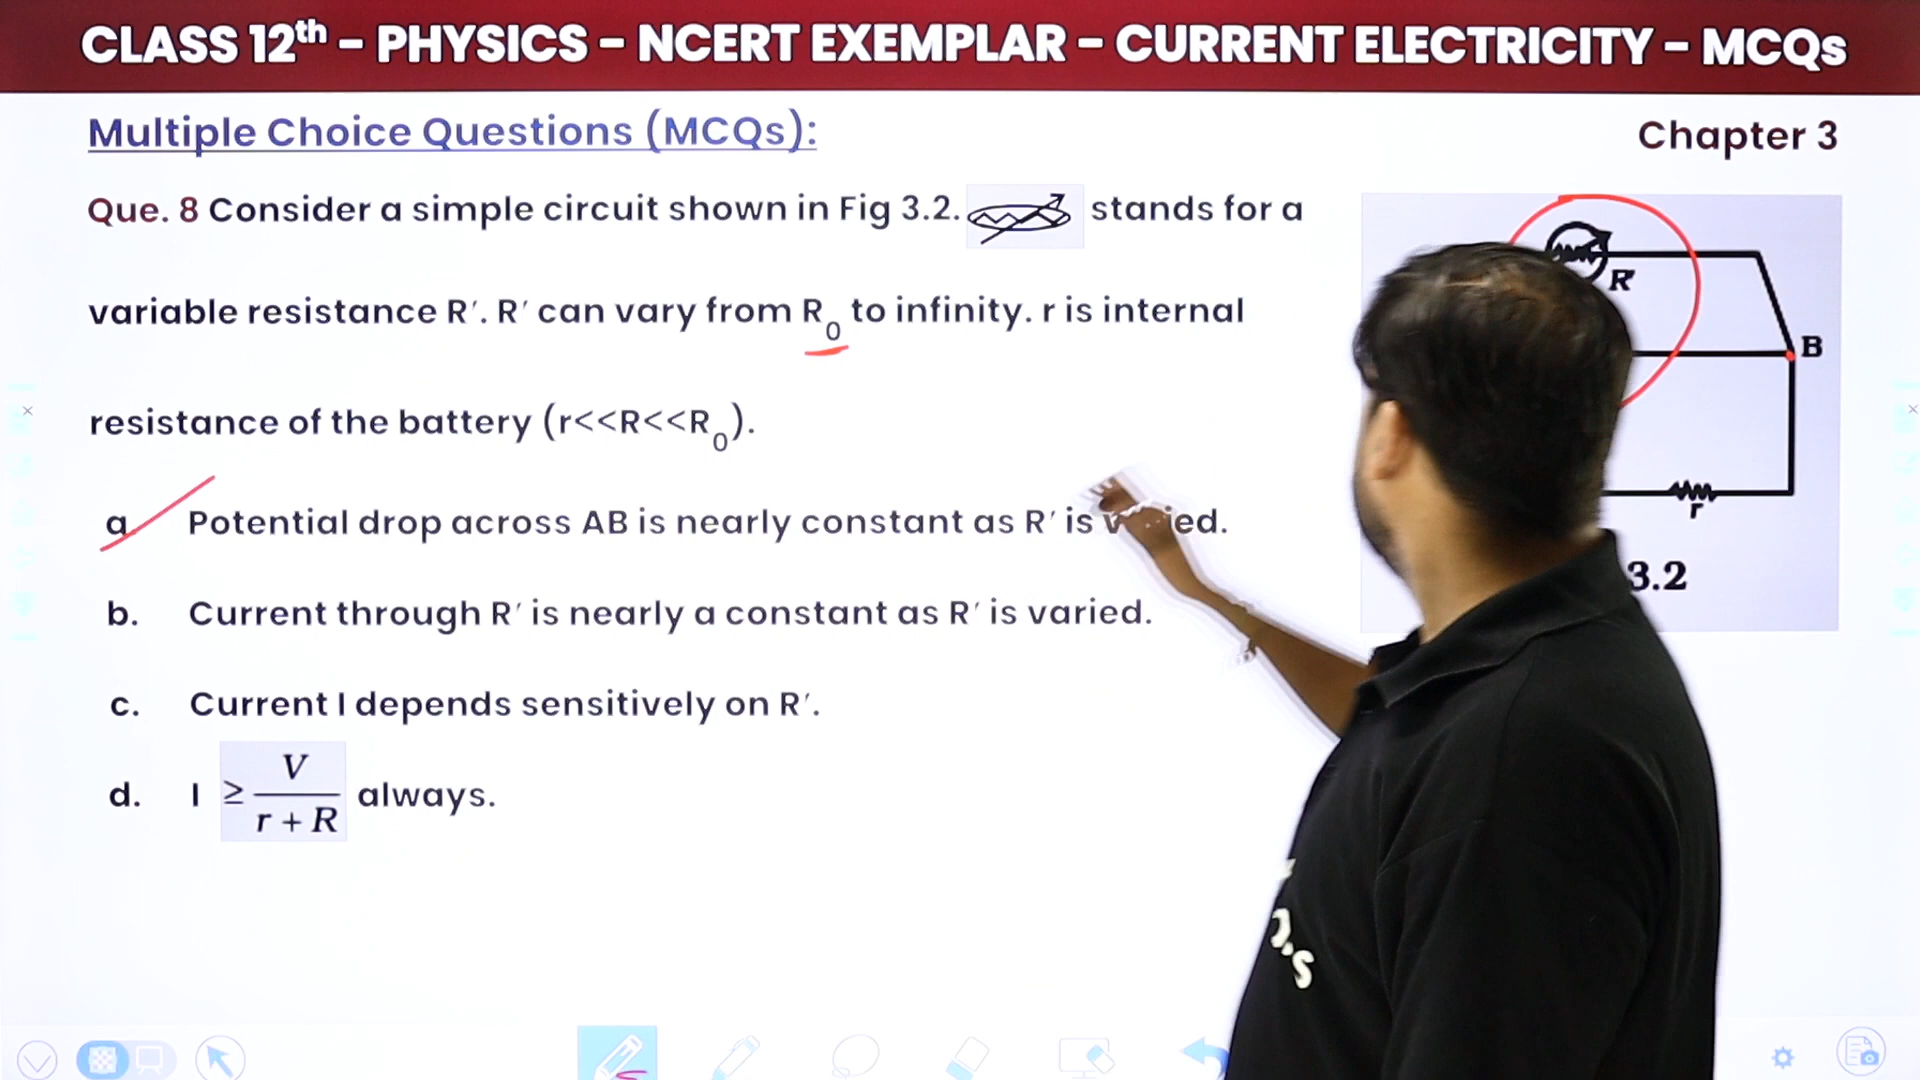 CLASS 12th – PHYSICS – NCERT EXEMPLAR – CURRENT ELECTRICITY – MCQs
Multiple Choice Questions (MCQs):
Chapter 3
Que. 8 Consider a simple circuit shown in Fig 3.2. stands for a
variable resistance R′. R′ can vary from R0 to infinity. r is internal
resistance of the battery (r<<R<<R0).
a. Potential drop across AB is nearly constant as R′ is
b. Current through R′ is nearly a constant as R′ is varied.
c. Current I depends sensitively on R′.
d. I ≥ V / r + R always.
R′
B
r
3.2